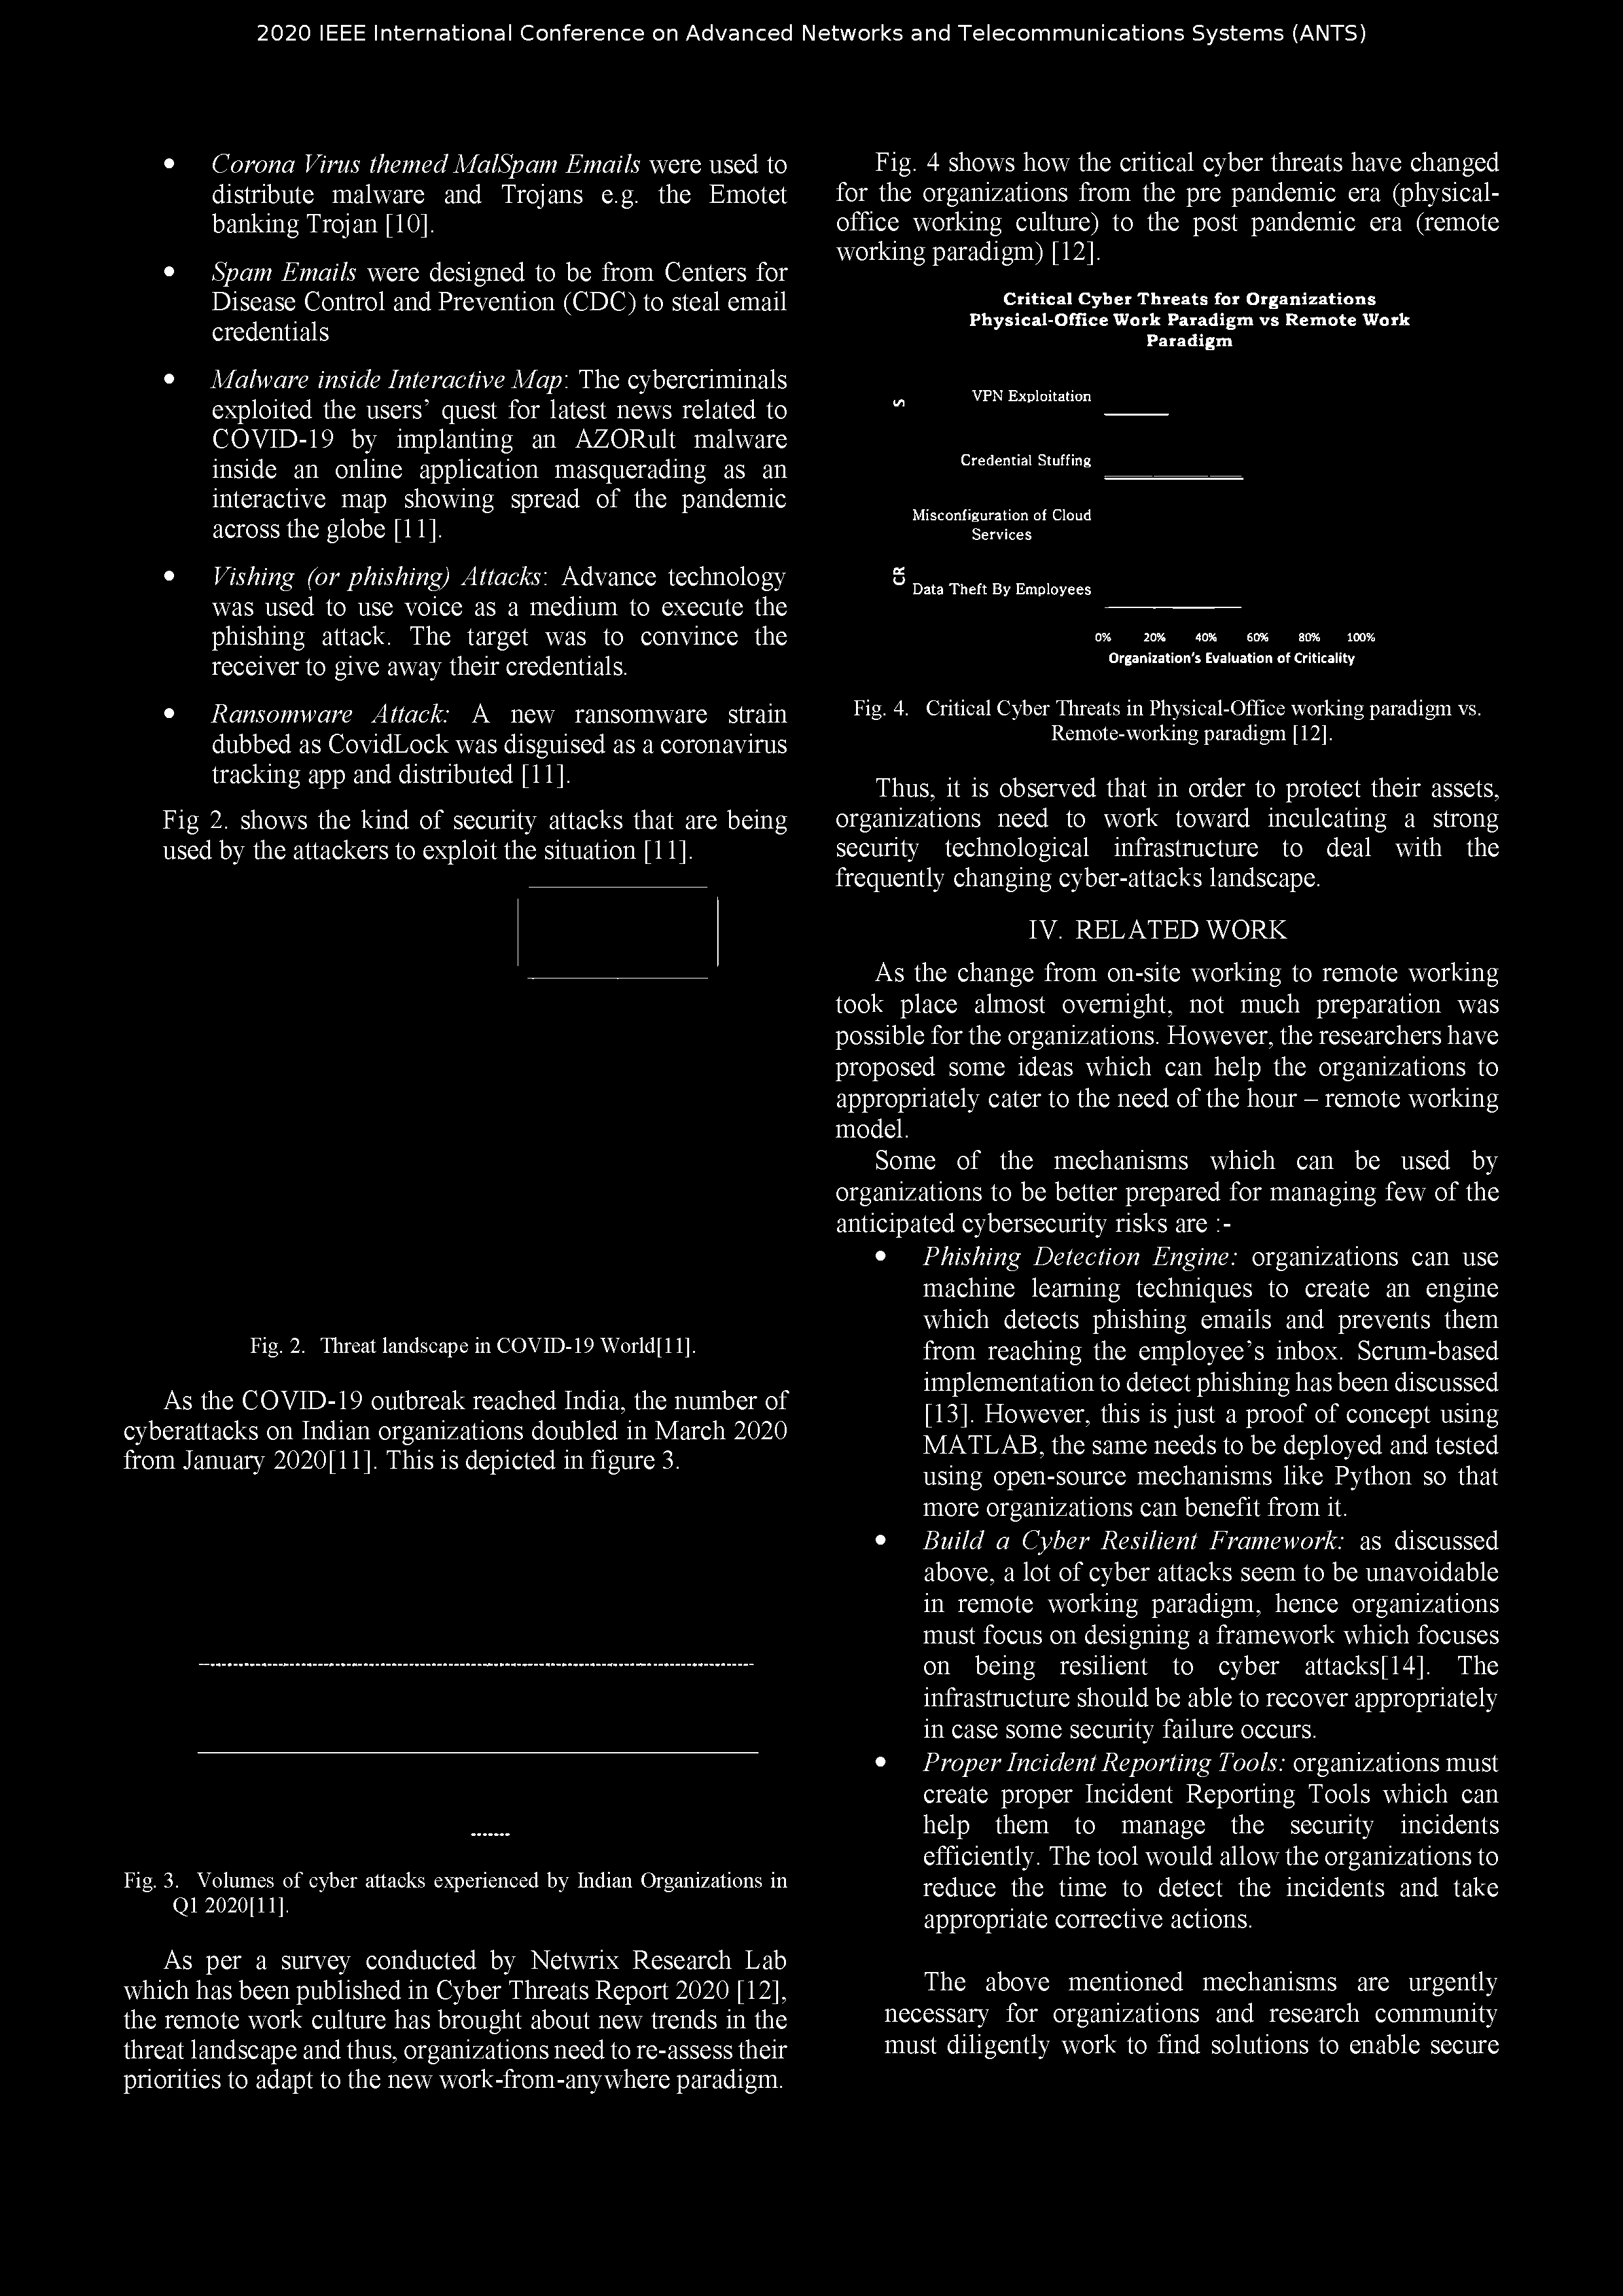 2020 IEEE International Conference on Advanced Networks and Telecommunications Systems (ANTS)
• Corona Virus themed MalSpam Emails were used to
distribute malware and Trojans e.g. the Emotet
banking Trojan [10].
• Spam Emails were designed to be from Centers for
Disease Control and Prevention (CDC) to steal email
credentials
• Malware inside Interactive Map: The cybercriminals
exploited the users’ quest for latest news related to
COVID-19 by implanting an AZORult malware
inside an online application masquerading as an
interactive map showing spread of the pandemic
across the globe [11].
• Vishing (or phishing) Attacks: Advance technology
was used to use voice as a medium to execute the
phishing attack. The target was to convince the
receiver to give away their credentials.
• Ransomware Attack: A new ransomware strain
dubbed as CovidLock was disguised as a coronavirus
tracking app and distributed [11].
Fig 2. shows the kind of security attacks that are being
used by the attackers to exploit the situation [11].
Fig. 2. Threat landscape in COVID-19 World[11].
As the COVID-19 outbreak reached India, the number of
cyberattacks on Indian organizations doubled in March 2020
from January 2020[11]. This is depicted in figure 3.
Fig. 3. Volumes of cyber attacks experienced by Indian Organizations in
Q1 2020[11].
As per a survey conducted by Netwrix Research Lab
which has been published in Cyber Threats Report 2020 [12],
the remote work culture has brought about new trends in the
threat landscape and thus, organizations need to re-assess their
priorities to adapt to the new work-from-anywhere paradigm.
Fig. 4 shows how the critical cyber threats have changed
for the organizations from the pre pandemic era (physical-
office working culture) to the post pandemic era (remote
working paradigm) [12].
Critical Cyber Threats for Organizations
Physical-Office Work Paradigm vs Remote Work
Paradigm
S
VPN Exploitation
Credential Stuffing
Misconfiguration of Cloud
Services
CR
Data Theft By Employees
0% 20% 40% 60% 80% 100%
Organization's Evaluation of Criticality
Fig. 4. Critical Cyber Threats in Physical-Office working paradigm vs.
Remote-working paradigm [12].
Thus, it is observed that in order to protect their assets,
organizations need to work toward inculcating a strong
security technological infrastructure to deal with the
frequently changing cyber-attacks landscape.
IV. RELATED WORK
As the change from on-site working to remote working
took place almost overnight, not much preparation was
possible for the organizations. However, the researchers have
proposed some ideas which can help the organizations to
appropriately cater to the need of the hour – remote working
model.
Some of the mechanisms which can be used by
organizations to be better prepared for managing few of the
anticipated cybersecurity risks are :-
• Phishing Detection Engine: organizations can use
machine learning techniques to create an engine
which detects phishing emails and prevents them
from reaching the employee’s inbox. Scrum-based
implementation to detect phishing has been discussed
[13]. However, this is just a proof of concept using
MATLAB, the same needs to be deployed and tested
using open-source mechanisms like Python so that
more organizations can benefit from it.
• Build a Cyber Resilient Framework: as discussed
above, a lot of cyber attacks seem to be unavoidable
in remote working paradigm, hence organizations
must focus on designing a framework which focuses
on being resilient to cyber attacks[14]. The
infrastructure should be able to recover appropriately
in case some security failure occurs.
• Proper Incident Reporting Tools: organizations must
create proper Incident Reporting Tools which can
help them to manage the security incidents
efficiently. The tool would allow the organizations to
reduce the time to detect the incidents and take
appropriate corrective actions.
The above mentioned mechanisms are urgently
necessary for organizations and research community
must diligently work to find solutions to enable secure